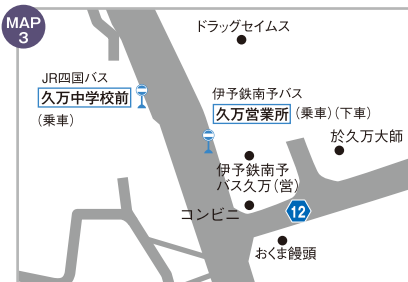 MAP
3
ドラッグセイムス
JR四国バス
久万中学校前
(乗車)
伊予鉄南予バス
久万営業所 (乗車)(下車)
於久万大師
伊予鉄南予
バス久万(営)
コンビニ
12
おくま饅頭